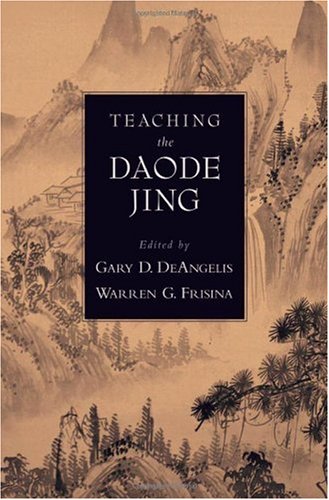 TEACHING
the
DAODE
JING
Edited by
GARY D. DEANGELIS
WARREN G. FRISINA